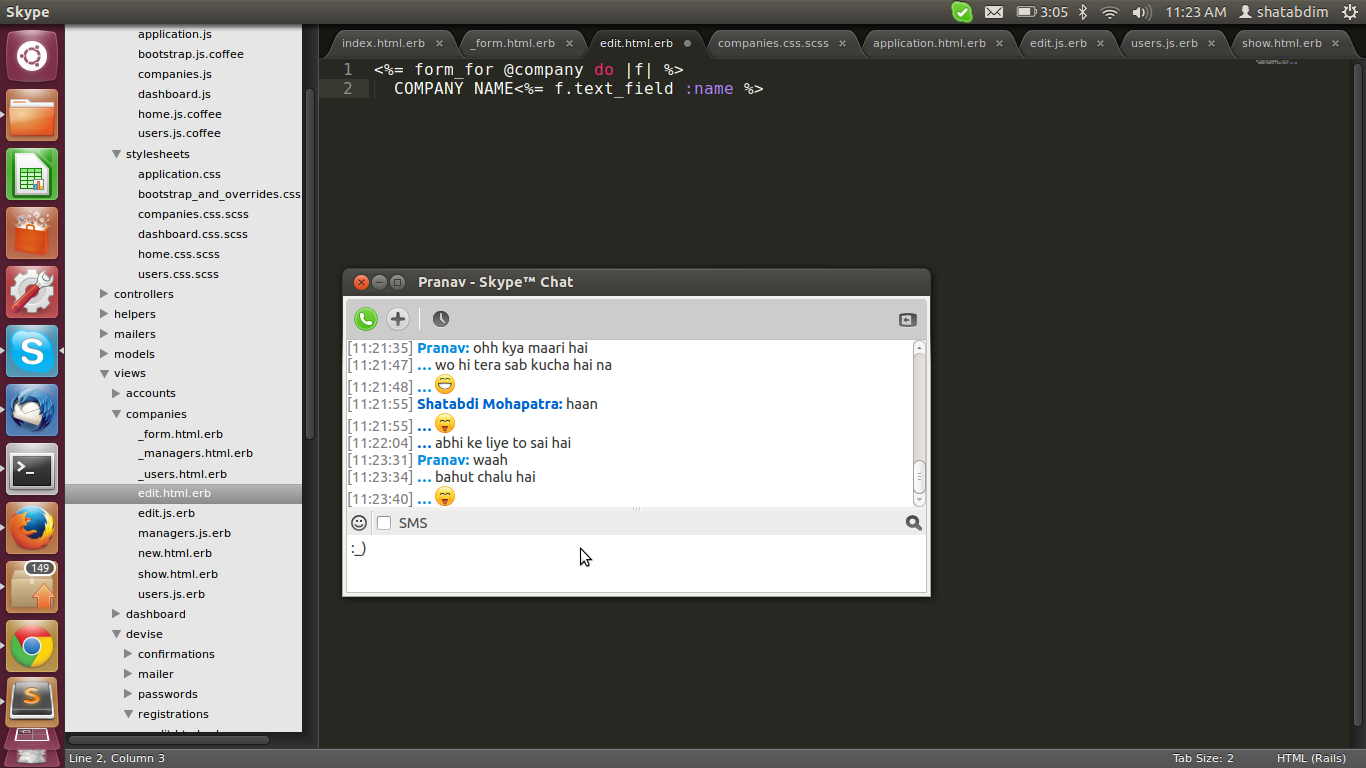 Skype
3:05
11:23 AM
shatabdim
application.js
bootstrap.js.coffee
companies.js
dashboard.js
home.js.coffee
users.js.coffee
stylesheets
application.css
bootstrap_and_overrides.css
companies.css.scss
dashboard.css.scss
home.css.scss
users.css.scss
controllers
helpers
mailers
models
views
accounts
companies
_form.html.erb
_managers.html.erb
_users.html.erb
edit.html.erb
edit.js.erb
managers.js.erb
new.html.erb
show.html.erb
users.js.erb
dashboard
devise
confirmations
mailer
passwords
registrations
149
index.html.erb
_form.html.erb
edit.html.erb
companies.css.scss
application.html.erb
edit.js.erb
users.js.erb
show.html.erb
1 <%= form_for @company do |f| %>
2 COMPANY NAME<%= f.text_field :name %>
Pranav - Skype™ Chat
[11:21:35] Pranav: ohh kya maari hai
[11:21:47] ... wo hi tera sab kucha hai na
[11:21:48] ...
[11:21:55] Shatabdi Mohapatra: haan
[11:21:55] ...
[11:22:04] ... abhi ke liye to sai hai
[11:23:31] Pranav: waah
[11:23:34] ... bahut chalu hai
[11:23:40] ...
SMS
:_)
Line 2, Column 3
Tab Size: 2
HTML (Rails)